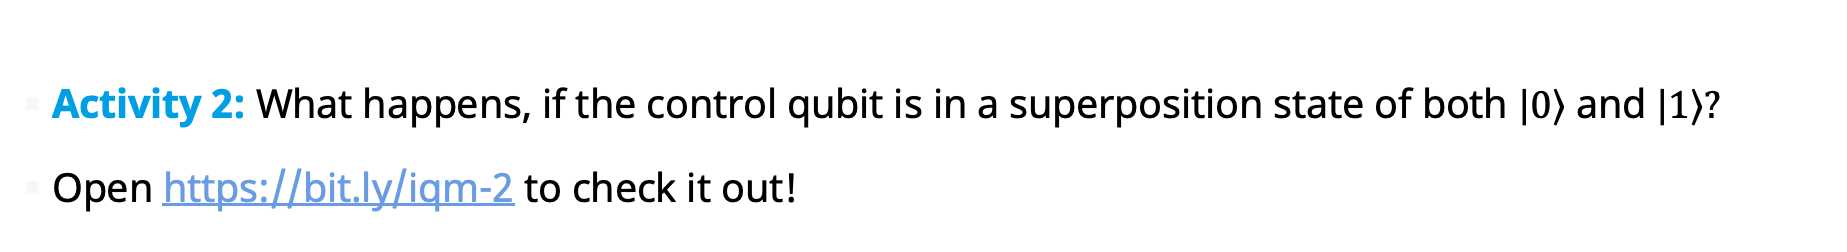 Activity 2: What happens, if the control qubit is in a superposition state of both |0⟩ and |1⟩?
Open https://bit.ly/iqm-2 to check it out!